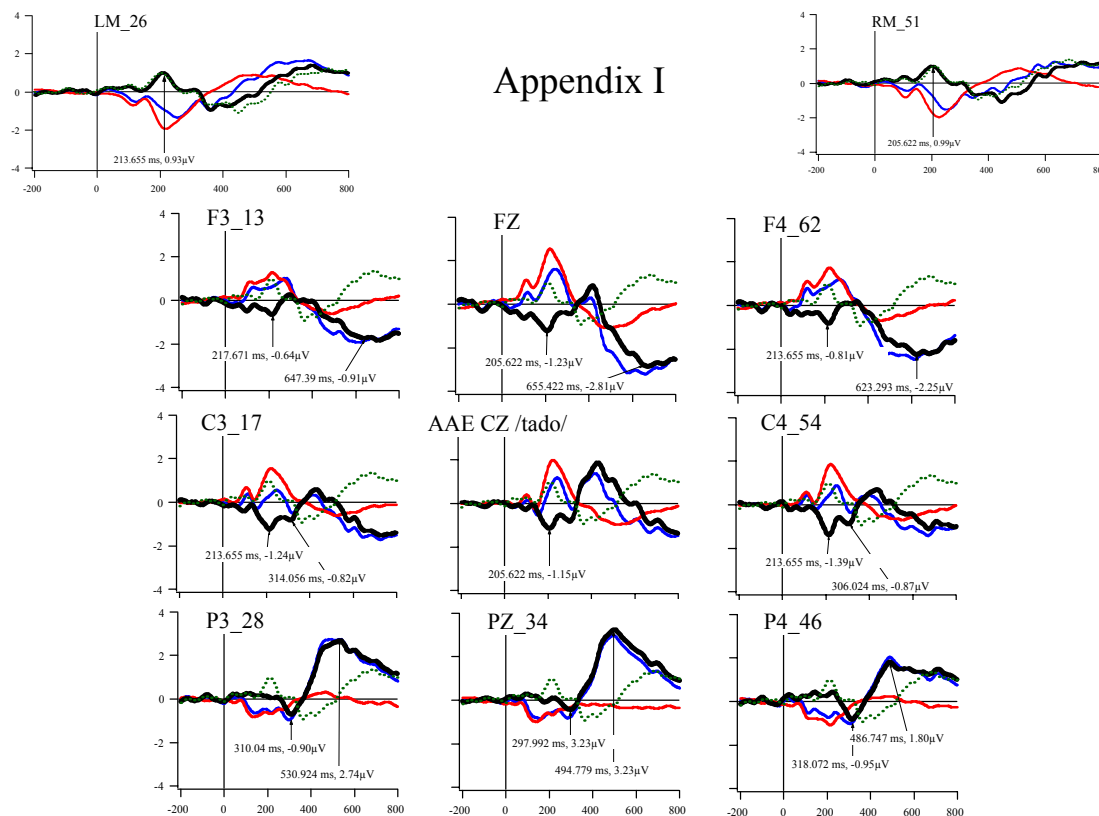 LM_26
RM_51
Appendix I
4
2
0
-2
-4
213.655 ms, 0.93µV
-200 0 200 400 600 800
4
2
0
-2
-4
205.622 ms, 0.99µV
-200 0 200 400 600 800
F3_13
FZ
F4_62
4
2
0
-2
-4
217.671 ms, -0.64µV
647.39 ms, -0.91µV
205.622 ms, -1.23µV
655.422 ms, -2.81µV
213.655 ms, -0.81µV
623.293 ms, -2.25µV
C3_17
AAE CZ /tado/
C4_54
4
2
0
-2
-4
213.655 ms, -1.24µV
314.056 ms, -0.82µV
205.622 ms, -1.15µV
213.655 ms, -1.39µV
306.024 ms, -0.87µV
P3_28
PZ_34
P4_46
4
2
0
-2
-4
310.04 ms, -0.90µV
530.924 ms, 2.74µV
297.992 ms, 3.23µV
494.779 ms, 3.23µV
486.747 ms, 1.80µV
318.072 ms, -0.95µV
-200 0 200 400 600 800
-200 0 200 400 600 800
-200 0 200 400 600 800